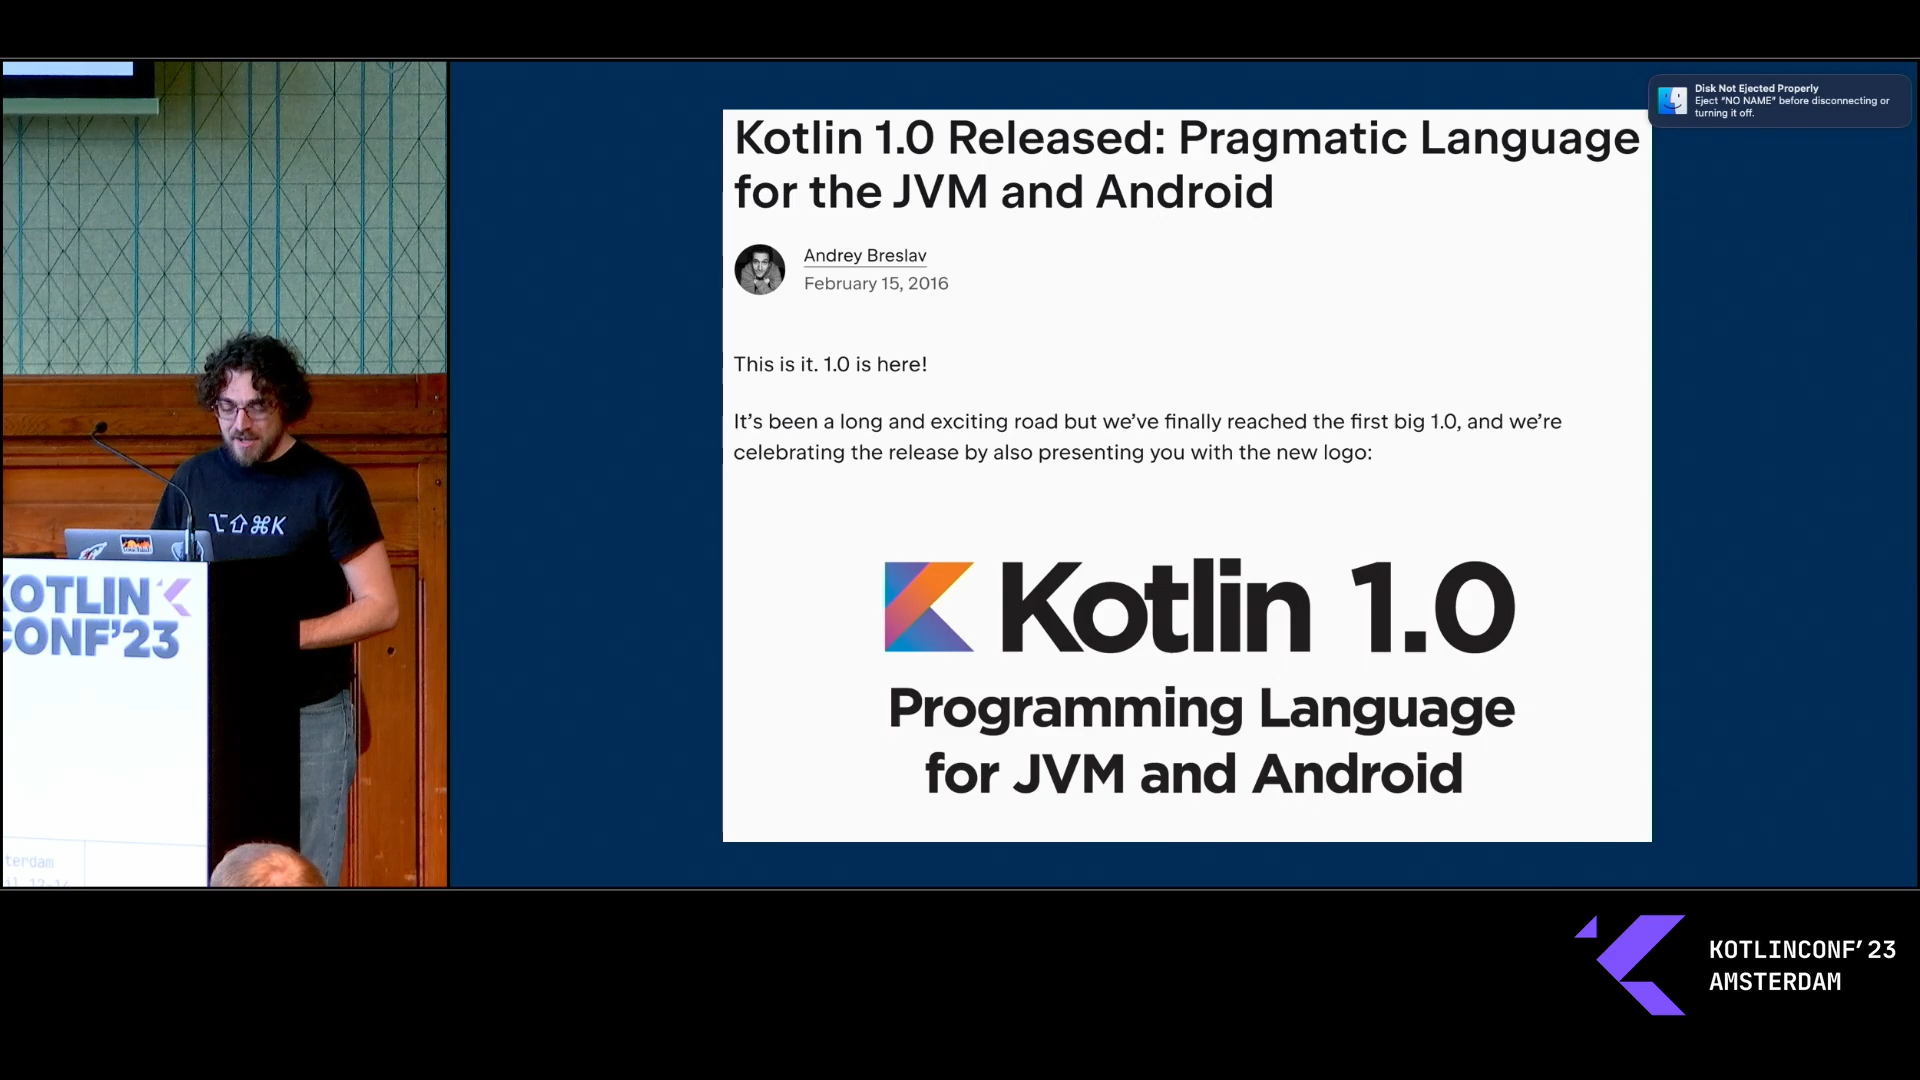 Disk Not Ejected Properly
Eject “NO NAME” before disconnecting or
turning it off.
Kotlin 1.0 Released: Pragmatic Language
for the JVM and Android
Andrey Breslav
February 15, 2016
This is it. 1.0 is here!
It’s been a long and exciting road but we’ve finally reached the first big 1.0, and we’re
celebrating the release by also presenting you with the new logo:
Kotlin 1.0
Programming Language
for JVM and Android
⌥⇧⌘K
KOTLIN
CONF’23
terdam
KOTLINCONF’23
AMSTERDAM